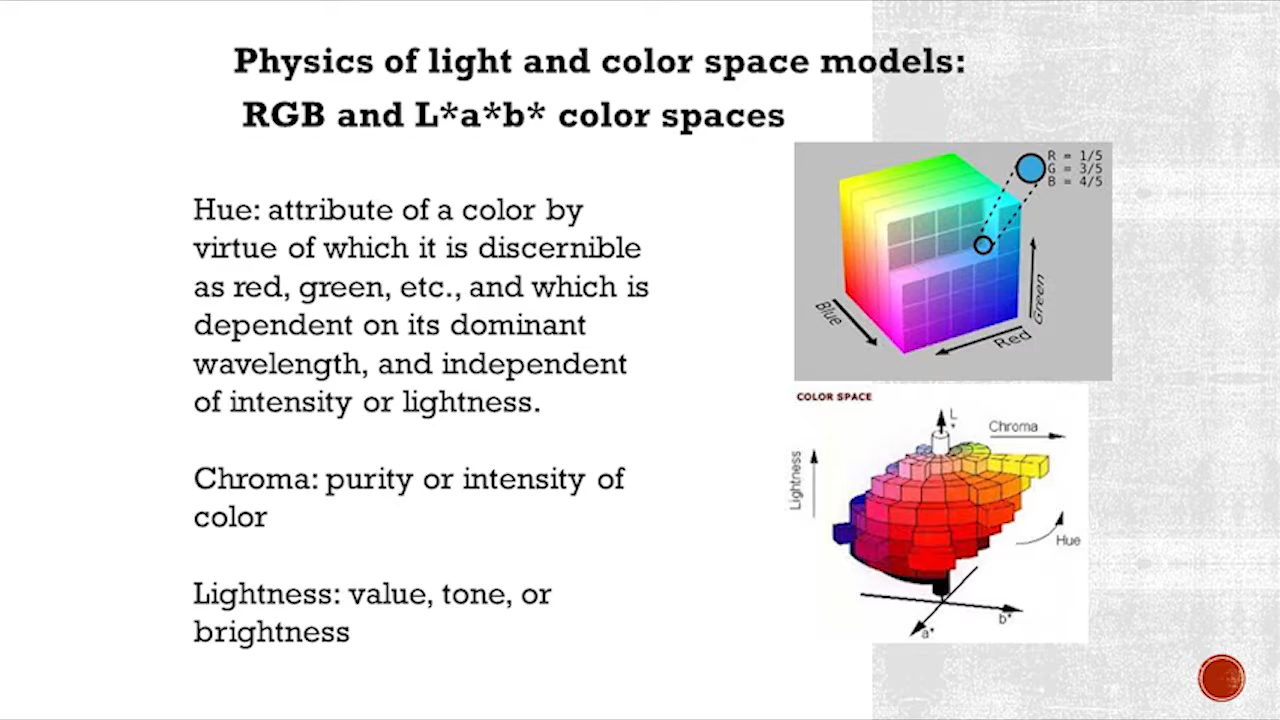 Physics of light and color space models:
RGB and L*a*b* color spaces
Hue: attribute of a color by
virtue of which it is discernible
as red, green, etc., and which is
dependent on its dominant
wavelength, and independent
of intensity or lightness.
Chroma: purity or intensity of
color
Lightness: value, tone, or
brightness
R = 1/5
G = 3/5
B = 4/5
Blue
Red
Green
COLOR SPACE
L*
Chroma
Lightness
Hue
b*
a*